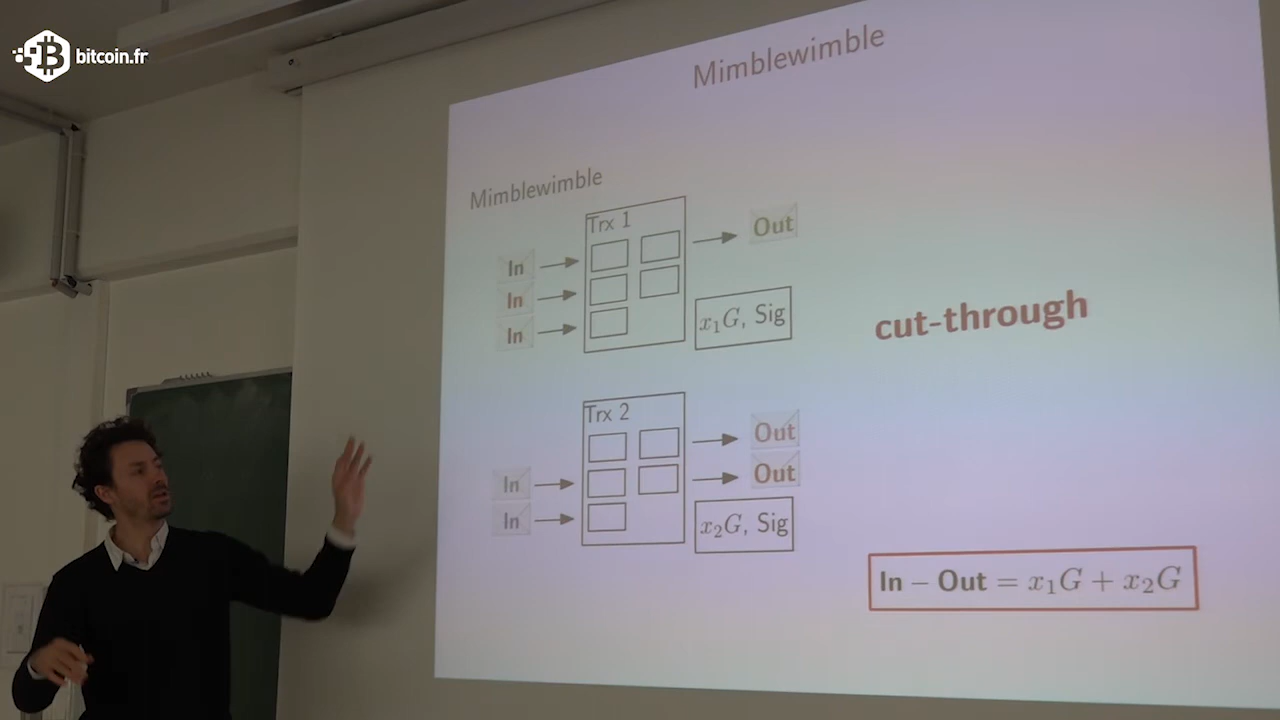 bitcoin.fr
Mimblewimble
Mimblewimble
Trx 1
Out
In
In
In
x₁G, Sig
cut-through
Trx 2
Out
Out
In
In
x₂G, Sig
In – Out = x₁G + x₂G